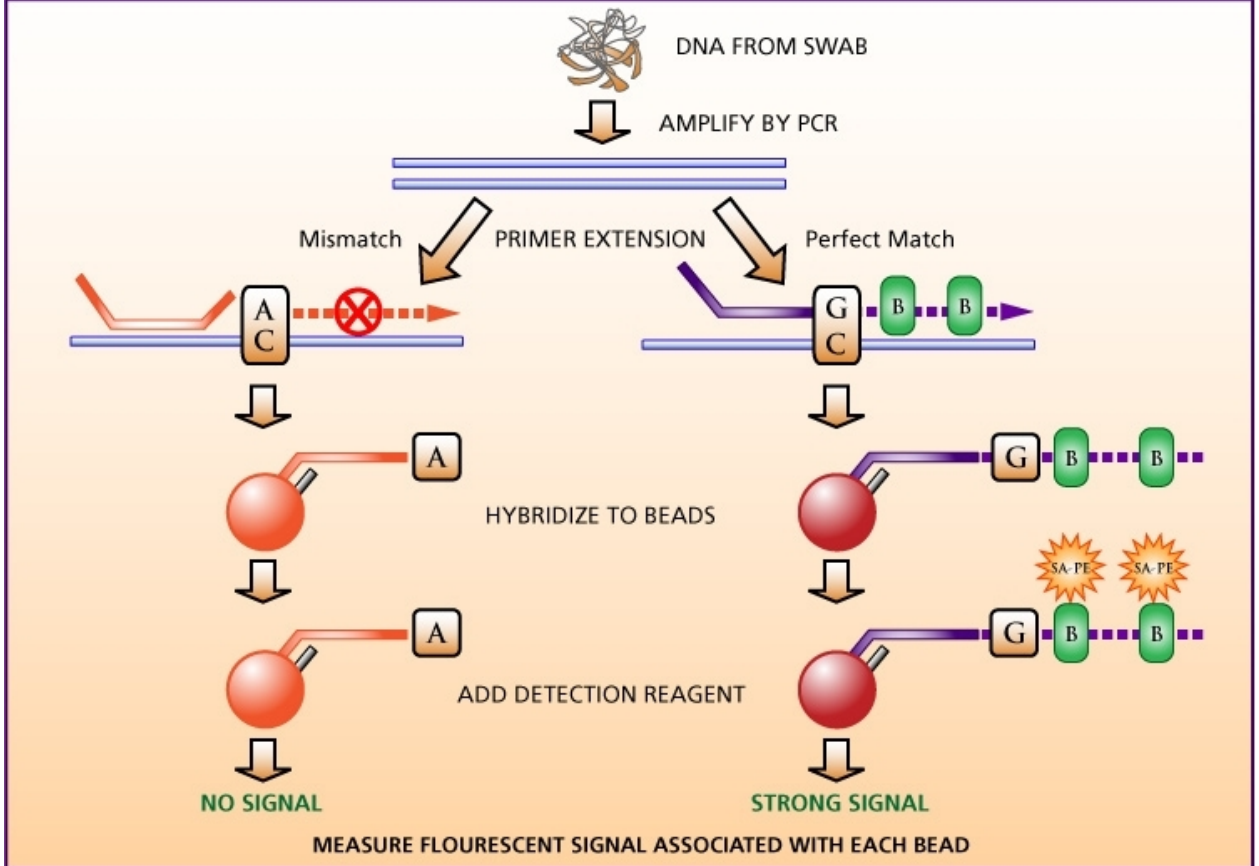 DNA FROM SWAB
AMPLIFY BY PCR
Mismatch
PRIMER EXTENSION
Perfect Match
A
C
G
C
B
B
A
G
B
B
HYBRIDIZE TO BEADS
SA-PE
SA-PE
A
G
B
B
ADD DETECTION REAGENT
NO SIGNAL
STRONG SIGNAL
MEASURE FLOURESCENT SIGNAL ASSOCIATED WITH EACH BEAD